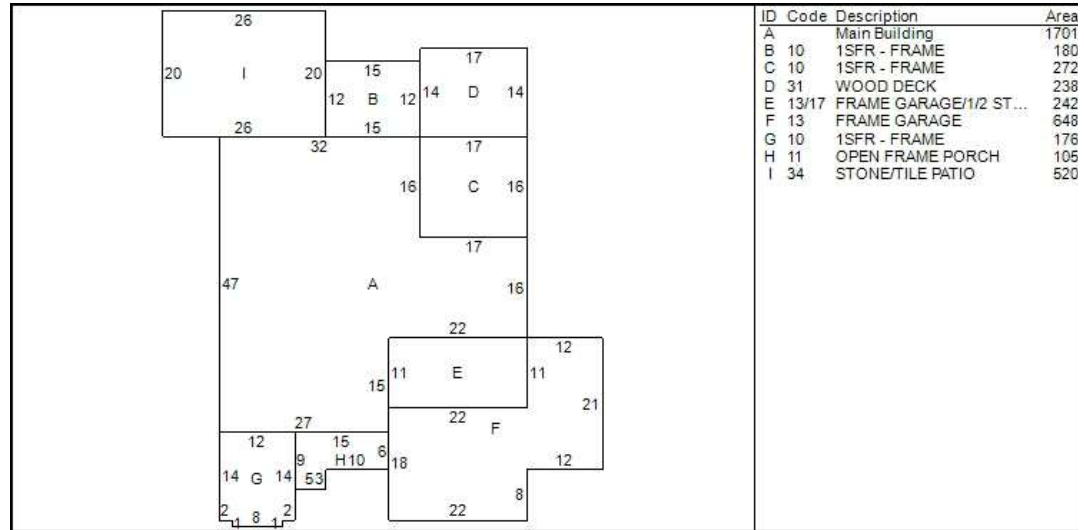 26
20 I 20
26
15
12 B 12
15
17
14 D 14
32
17
16 C 16
17
47 A 16
22
12
11 E 11
15
22
21
F
27
12
15
9 H 10 6
14 G 14
53
18
12
8
22
2 2
1 8 1
ID Code Description Area
A Main Building 1701
B 10 1SFR - FRAME 180
C 10 1SFR - FRAME 272
D 31 WOOD DECK 238
E 13/17 FRAME GARAGE/1/2 ST... 242
F 13 FRAME GARAGE 648
G 10 1SFR - FRAME 176
H 11 OPEN FRAME PORCH 105
I 34 STONE/TILE PATIO 520